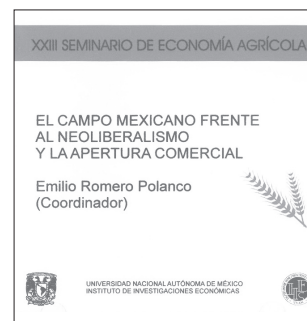 XXIII SEMINARIO DE ECONOMÍA AGRÍCOLA
EL CAMPO MEXICANO FRENTE
AL NEOLIBERALISMO
Y LA APERTURA COMERCIAL
Emilio Romero Polanco
(Coordinador)
UNIVERSIDAD NACIONAL AUTÓNOMA DE MÉXICO
INSTITUTO DE INVESTIGACIONES ECONÓMICAS